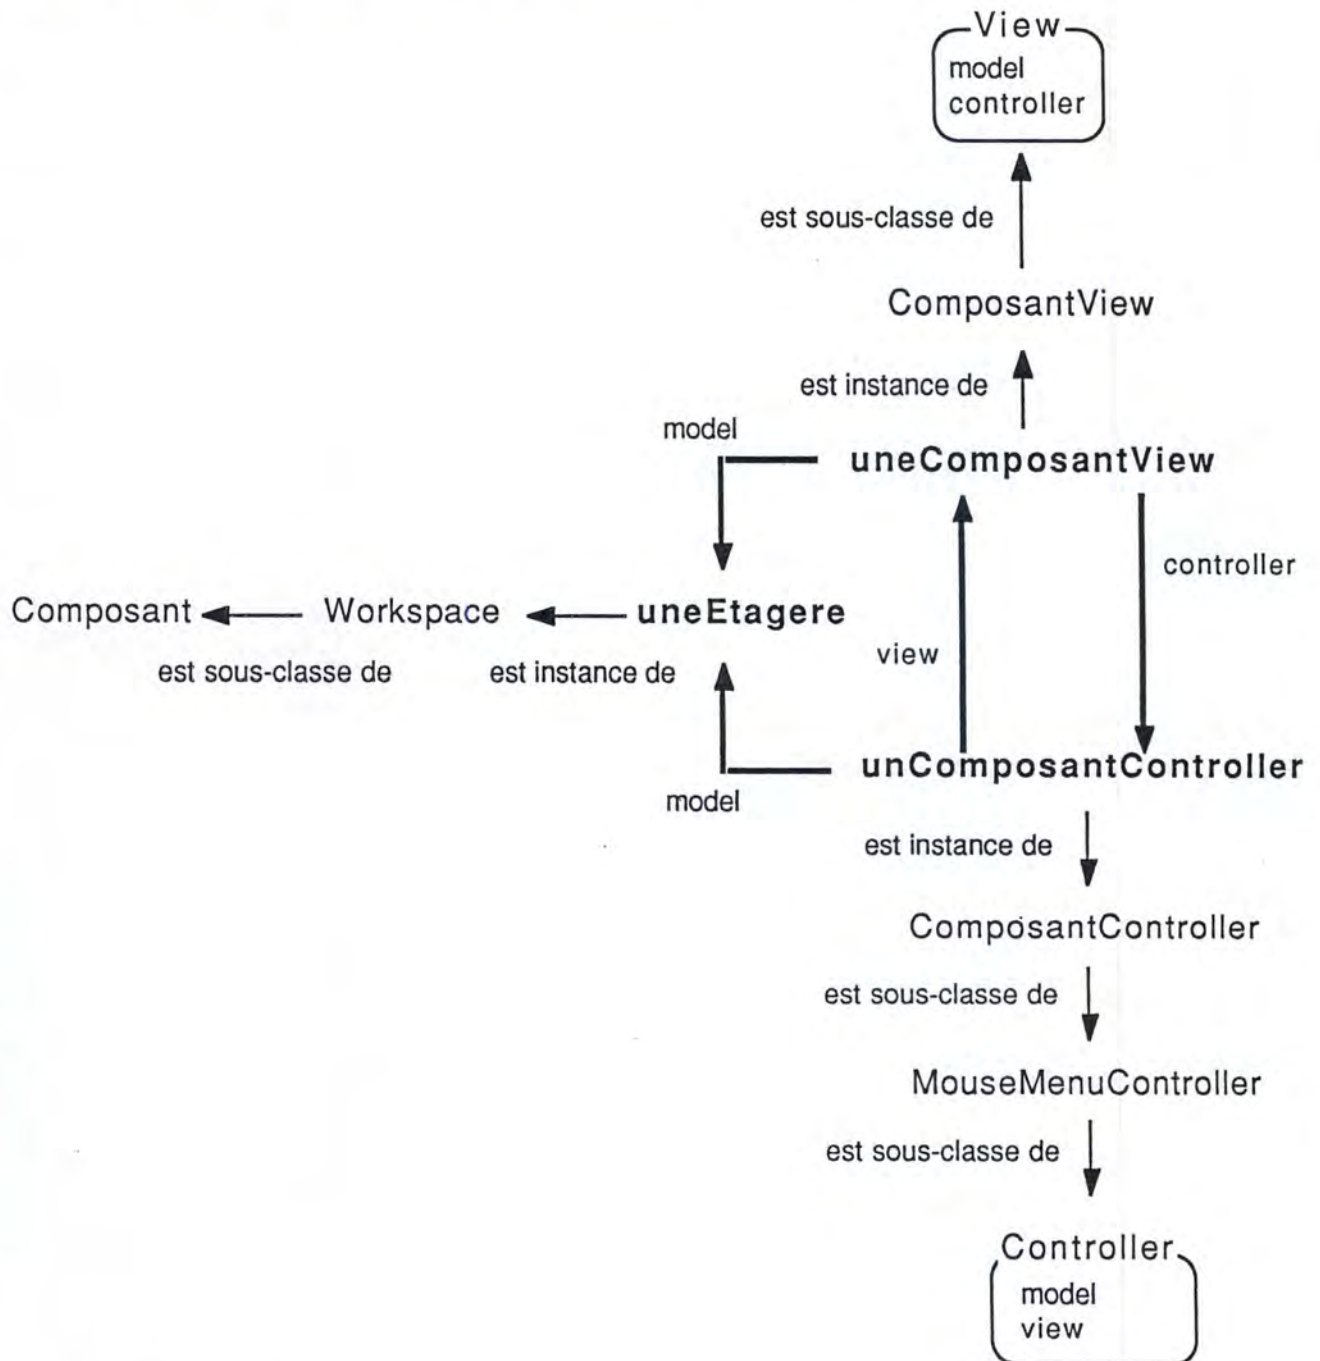 View
model
controller
est sous-classe de
ComposantView
est instance de
model
uneComposantView
controller
Composant
Workspace
uneEtagere
view
est sous-classe de
est instance de
unComposantController
model
est instance de
ComposantController
est sous-classe de
MouseMenuController
est sous-classe de
Controller
model
view